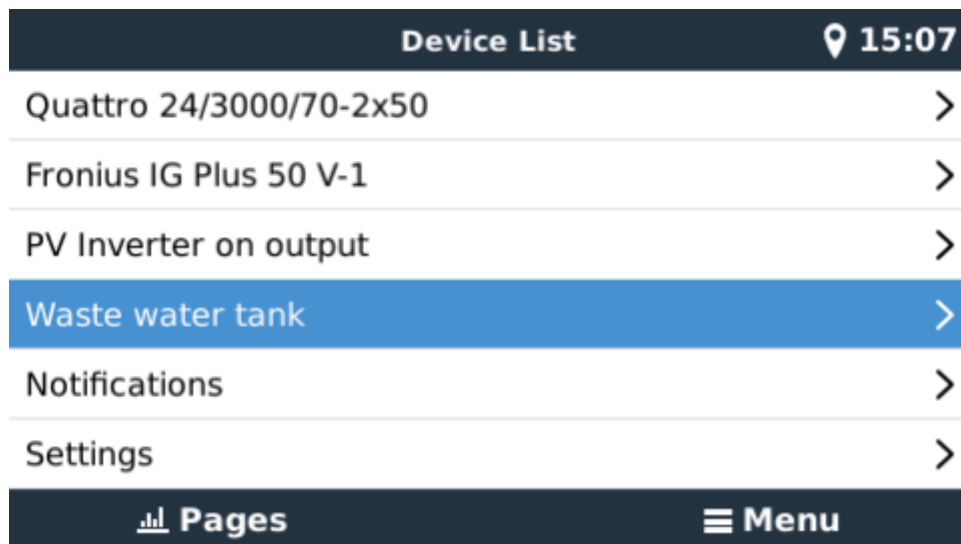 Device List 15:07
Quattro 24/3000/70-2x50
Fronius IG Plus 50 V-1
PV Inverter on output
Waste water tank
Notifications
Settings
Pages Menu